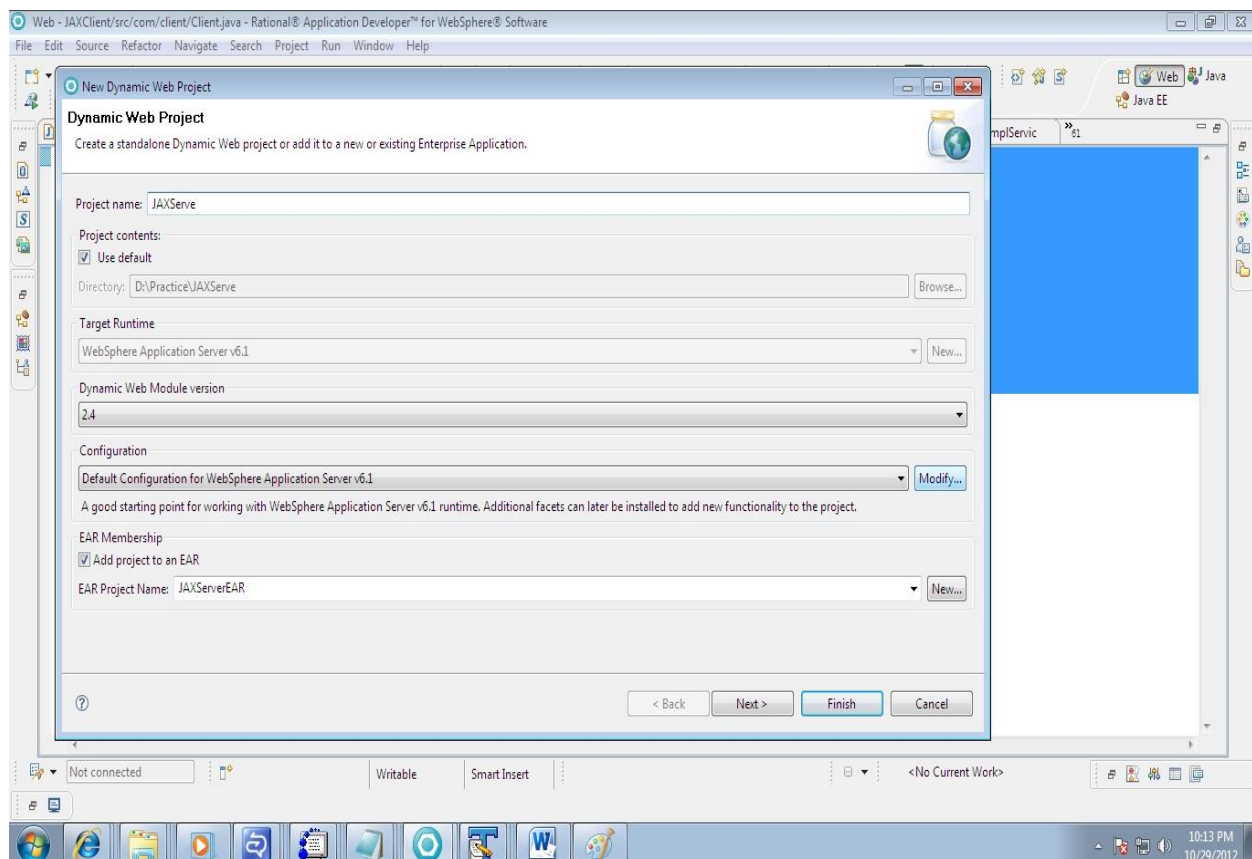 Web - JAXClient/src/com/client/Client.java - Rational® Application Developer™ for WebSphere® Software
File Edit Source Refactor Navigate Search Project Run Window Help
Web
Java
Java EE
New Dynamic Web Project
Dynamic Web Project
Create a standalone Dynamic Web project or add it to a new or existing Enterprise Application.
mplServic
»61
Project name: JAXServe
Project contents:
Use default
Directory: D:\Practice\JAXServe
Browse...
Target Runtime
WebSphere Application Server v6.1
New...
Dynamic Web Module version
2.4
Configuration
Default Configuration for WebSphere Application Server v6.1
Modify...
A good starting point for working with WebSphere Application Server v6.1 runtime. Additional facets can later be installed to add new functionality to the project.
EAR Membership
Add project to an EAR
EAR Project Name: JAXServerEAR
New...
< Back
Next >
Finish
Cancel
Not connected
Writable
Smart Insert
<No Current Work>
10:13 PM
10/29/2012